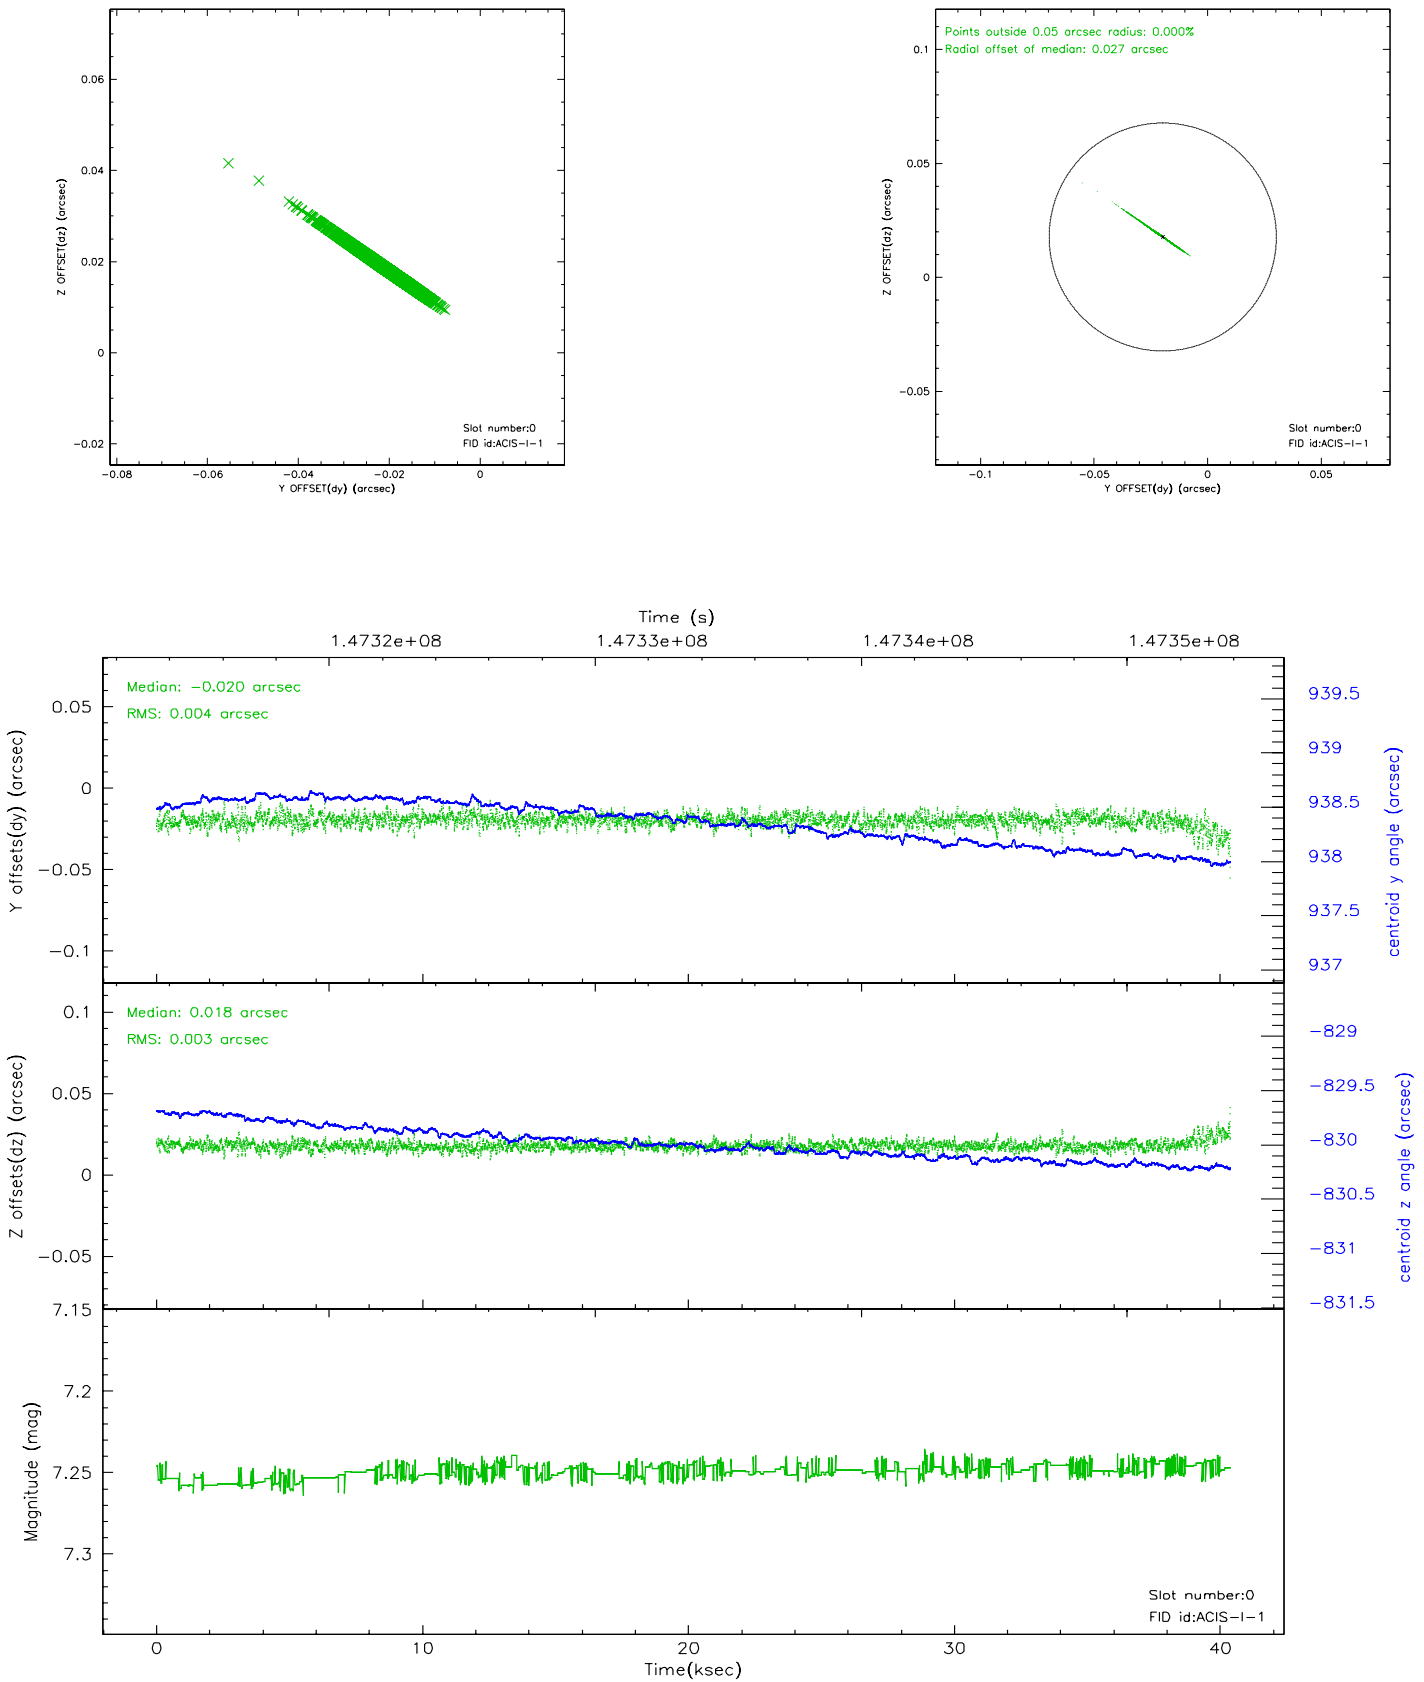 0.06
0.04
0.02
0
−0.02
Z OFFSET(dz) (arcsec)
−0.08
−0.06
−0.04
−0.02
0
Y OFFSET(dy) (arcsec)
Slot number:0
FID id:ACIS−I−1
Points outside 0.05 arcsec radius: 0.000%
Radial offset of median: 0.027 arcsec
0.1
0.05
0
−0.05
Z OFFSET(dz) (arcsec)
−0.1
−0.05
0
0.05
Y OFFSET(dy) (arcsec)
Slot number:0
FID id:ACIS−I−1
Time (s)
1.4732e+08
1.4733e+08
1.4734e+08
1.4735e+08
Median: −0.020 arcsec
RMS: 0.004 arcsec
0.05
0
−0.05
−0.1
Y offsets(dy) (arcsec)
939.5
939
938.5
938
937.5
937
centroid y angle (arcsec)
Median: 0.018 arcsec
RMS: 0.003 arcsec
0.1
0.05
0
−0.05
Z offsets(dz) (arcsec)
−829
−829.5
−830
−830.5
−831
−831.5
centroid z angle (arcsec)
7.15
7.2
7.25
7.3
Magnitude (mag)
Slot number:0
FID id:ACIS−I−1
0
10
20
30
40
Time(ksec)